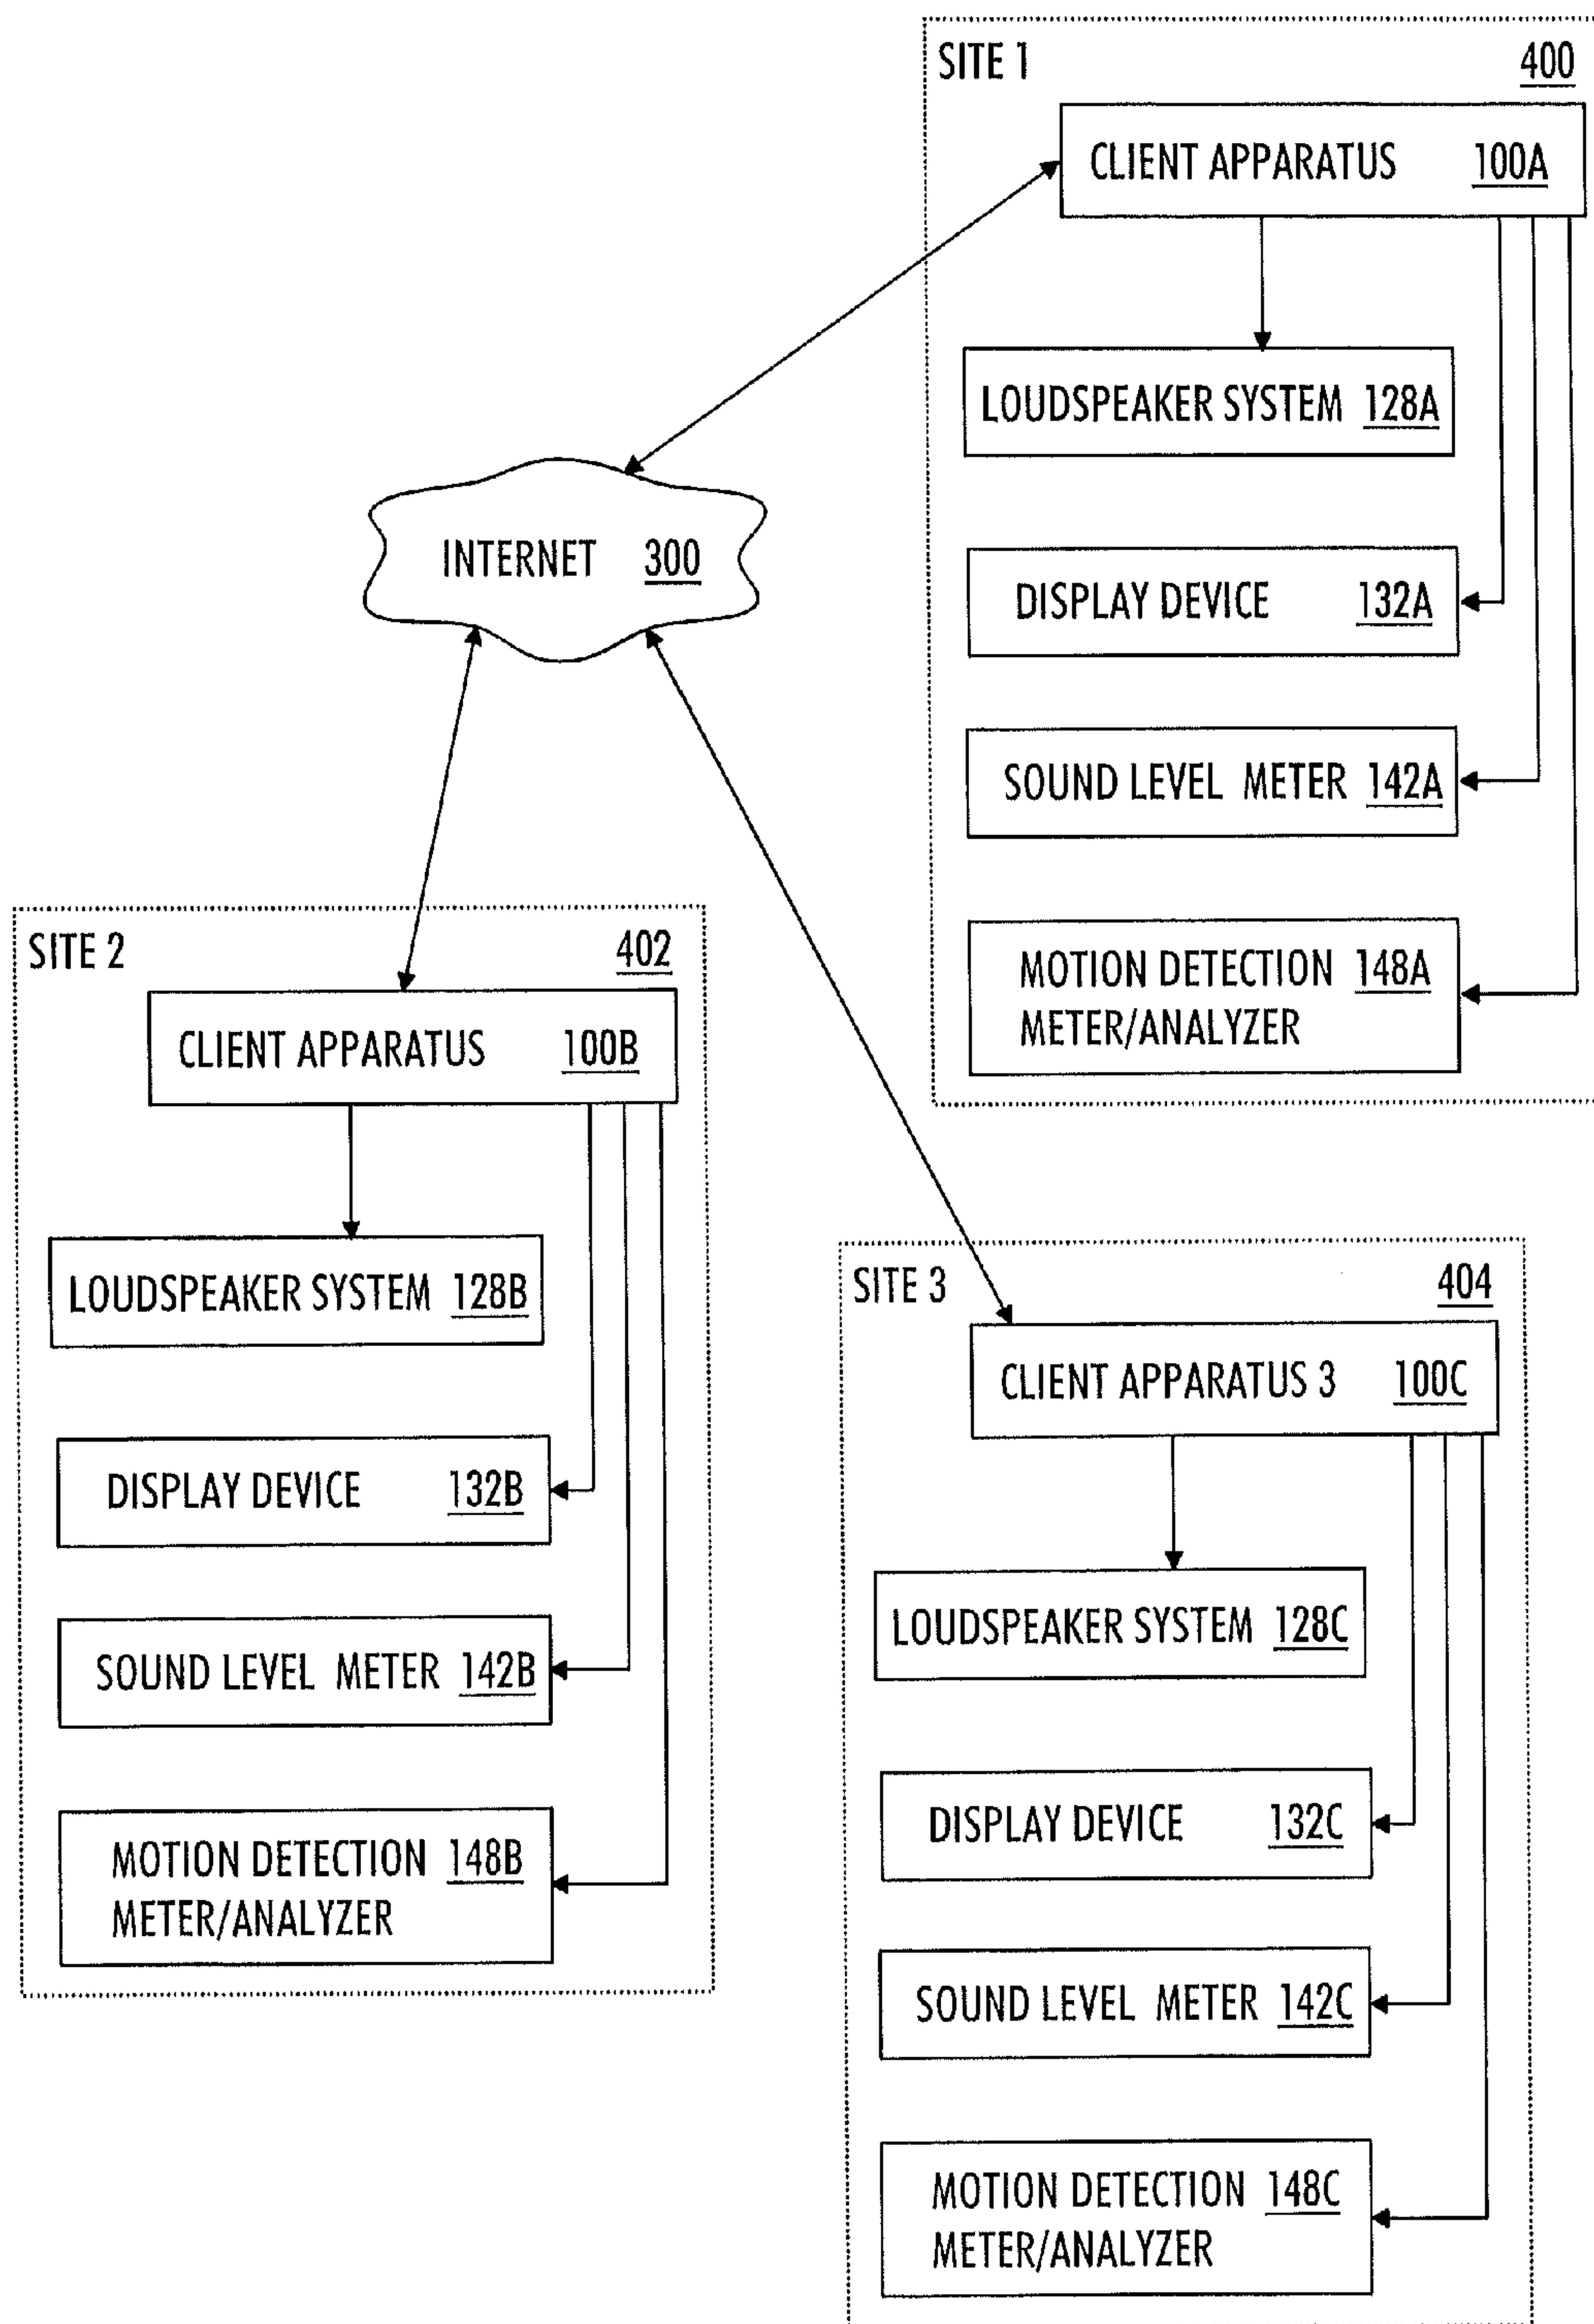 SITE 1 400
CLIENT APPARATUS 100A
LOUDSPEAKER SYSTEM 128A
DISPLAY DEVICE 132A
SOUND LEVEL METER 142A
MOTION DETECTION 148A
METER/ANALYZER
INTERNET 300
SITE 2 402
CLIENT APPARATUS 100B
LOUDSPEAKER SYSTEM 128B
DISPLAY DEVICE 132B
SOUND LEVEL METER 142B
MOTION DETECTION 148B
METER/ANALYZER
SITE 3 404
CLIENT APPARATUS 3 100C
LOUDSPEAKER SYSTEM 128C
DISPLAY DEVICE 132C
SOUND LEVEL METER 142C
MOTION DETECTION 148C
METER/ANALYZER